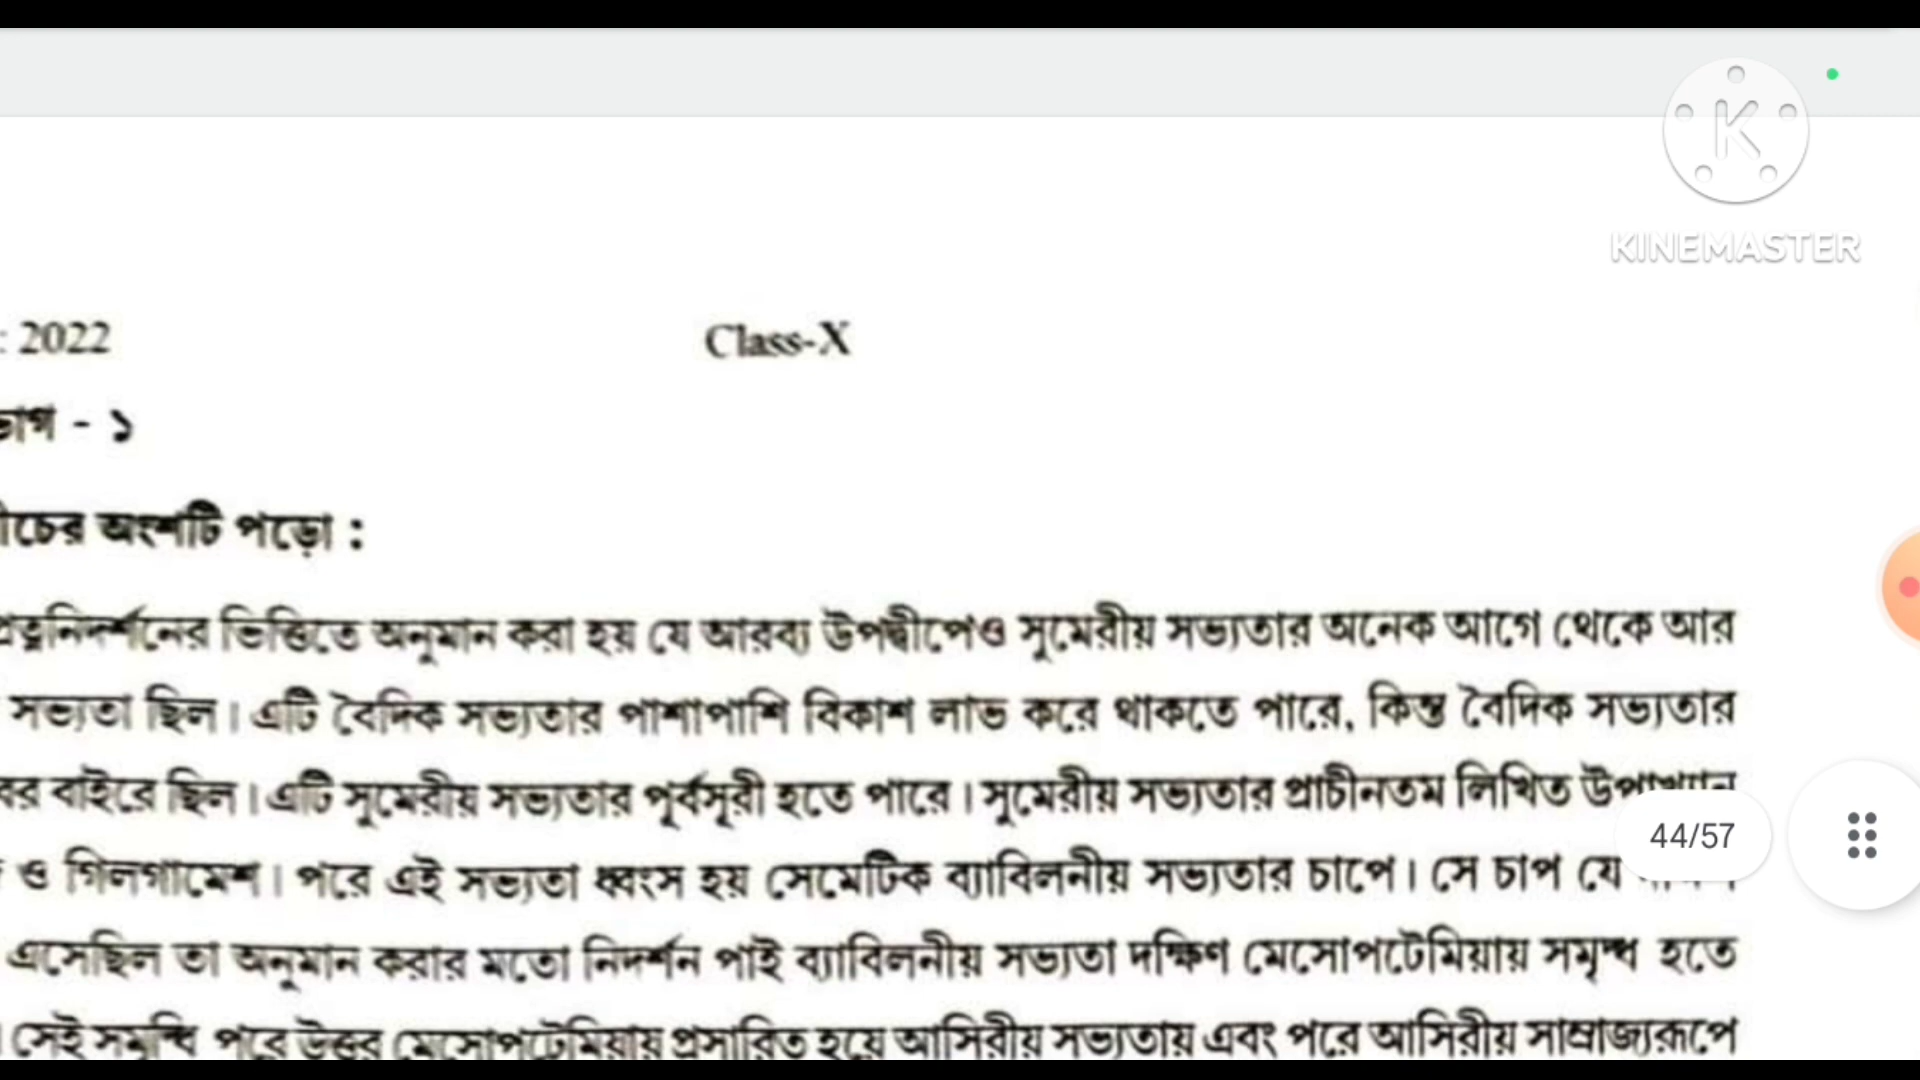 KINEMASTER
: 2022 Class-X
ভাগ - ১
নীচের অংশটি পড়ো :
প্রত্ননিদর্শনের ভিত্তিতে অনুমান করা হয় যে আরব্য উপদ্বীপেও সুমেরীয় সভ্যতার অনেক আগে থেকে আর
সভ্যতা ছিল। এটি বৈদিক সভ্যতার পাশাপাশি বিকাশ লাভ করে থাকতে পারে, কিন্তু বৈদিক সভ্যতার
বাইরে ছিল। এটি সুমেরীয় সভ্যতার পূর্বসূরী হতে পারে। সুমেরীয় সভ্যতার প্রাচীনতম লিখিত উপাখ্যান
44/57
ও গিলগামেশ। পরে এই সভ্যতা ধ্বংস হয় সেমেটিক ব্যাবিলনীয় সভ্যতার চাপে। সে চাপ যে
এসেছিল তা অনুমান করার মতো নিদর্শন পাই ব্যাবিলনীয় সভ্যতা দক্ষিণ মেসোপটেমিয়ায় সমৃদ্ধ হতে
সেই সমৃদ্ধি পরে উত্তর মেসোপটেমিয়ায় প্রসারিত হয়ে আসিরীয় সভ্যতায় এবং পরে আসিরীয় সাম্রাজ্যরূপে